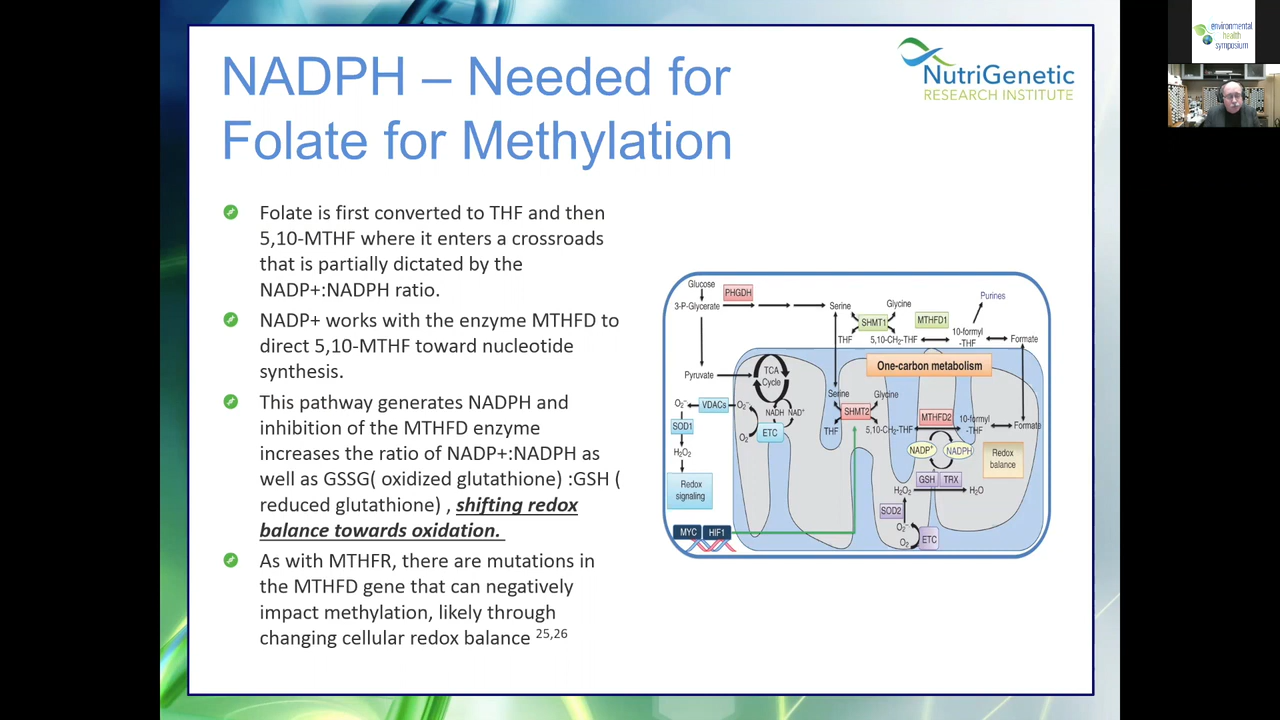 NADPH – Needed for
Folate for Methylation
NutriGenetic
RESEARCH INSTITUTE
environmental
health
symposium
Folate is first converted to THF and then
5,10-MTHF where it enters a crossroads
that is partially dictated by the
NADP+:NADPH ratio.
NADP+ works with the enzyme MTHFD to
direct 5,10-MTHF toward nucleotide
synthesis.
This pathway generates NADPH and
inhibition of the MTHFD enzyme
increases the ratio of NADP+:NADPH as
well as GSSG( oxidized glutathione) :GSH (
reduced glutathione) , shifting redox
balance towards oxidation.
As with MTHFR, there are mutations in
the MTHFD gene that can negatively
impact methylation, likely through
changing cellular redox balance 25,26
Glucose
PHGDH
3-P-Glycerate
Serine
Glycine
Purines
SHMT1
MTHFD1
THF
5,10-CH₂-THF
10-formyl
-THF
Formate
One-carbon metabolism
Pyruvate
TCA
Cycle
Serine
Glycine
O₂⁻
VDACs
O₂⁻
NADH
NAD⁺
SHMT2
MTHFD2
10-formyl
-THF
Formate
SOD1
O₂
ETC
THF
5,10-CH₂-THF
H₂O₂
NADP⁺
NADPH
Redox
balance
Redox
signaling
GSH
TRX
H₂O₂
H₂O
SOD2
O₂⁻
O₂
ETC
MYC
HIF1